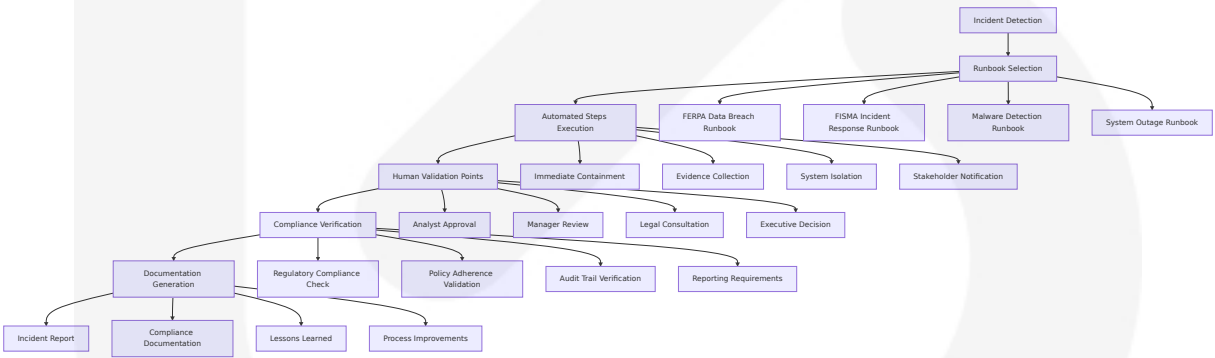 Incident Detection
Runbook Selection
Automated Steps
Execution
FERPA Data Breach
Runbook
FISMA Incident
Response Runbook
Malware Detection
Runbook
System Outage Runbook
Human Validation Points
Immediate Containment
Evidence Collection
System Isolation
Stakeholder Notification
Compliance Verification
Analyst Approval
Manager Review
Legal Consultation
Executive Decision
Documentation
Generation
Regulatory Compliance
Check
Policy Adherence
Validation
Audit Trail Verification
Reporting Requirements
Incident Report
Compliance
Documentation
Lessons Learned
Process Improvements